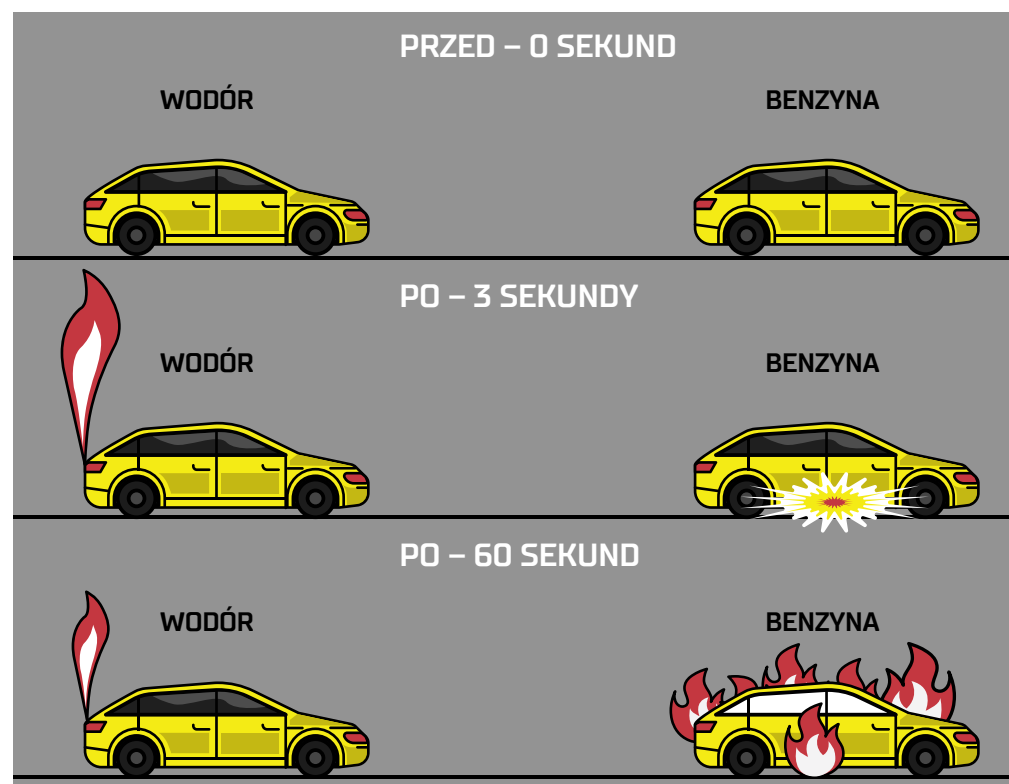 PRZED – 0 SEKUND
WODÓR
BENZYNA
PO – 3 SEKUNDY
WODÓR
BENZYNA
PO – 60 SEKUND
WODÓR
BENZYNA